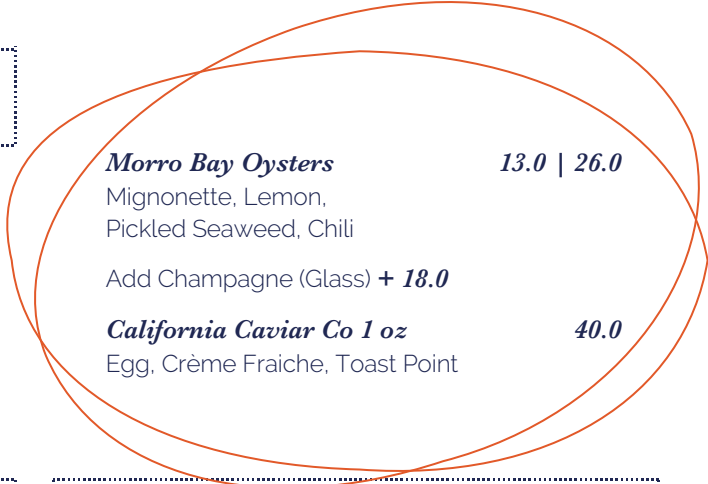 Morro Bay Oysters 13.0 | 26.0
Mignonette, Lemon,
Pickled Seaweed, Chili
Add Champagne (Glass) + 18.0
California Caviar Co 1 oz 40.0
Egg, Crème Fraiche, Toast Point